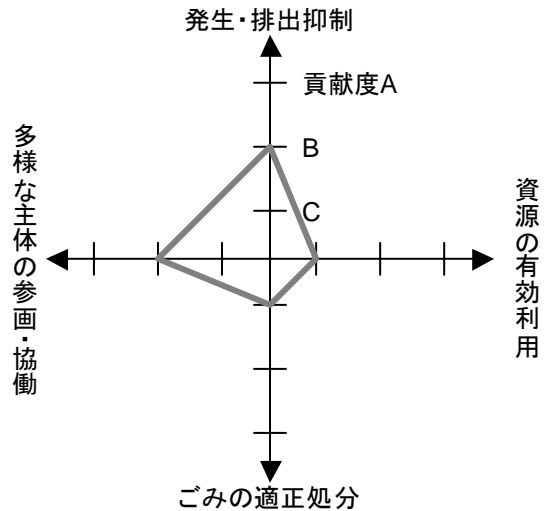 発生・排出抑制
貢献度A
B
C
多様な主体の参画・協働
資源の有効利用
ごみの適正処分